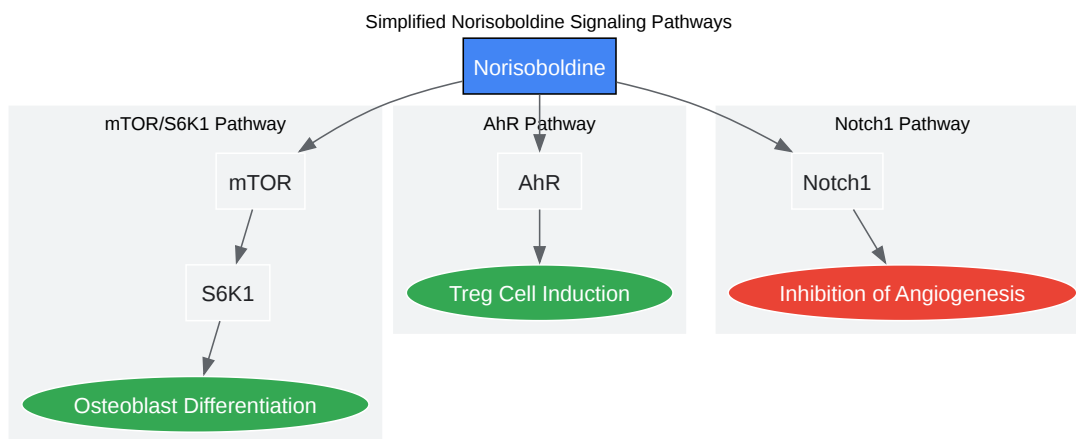 Simplified Norisoboldine Signaling Pathways
Norisoboldine
mTOR/S6K1 Pathway
AhR Pathway
Notch1 Pathway
mTOR
AhR
Notch1
S6K1
Treg Cell Induction
Inhibition of Angiogenesis
Osteoblast Differentiation